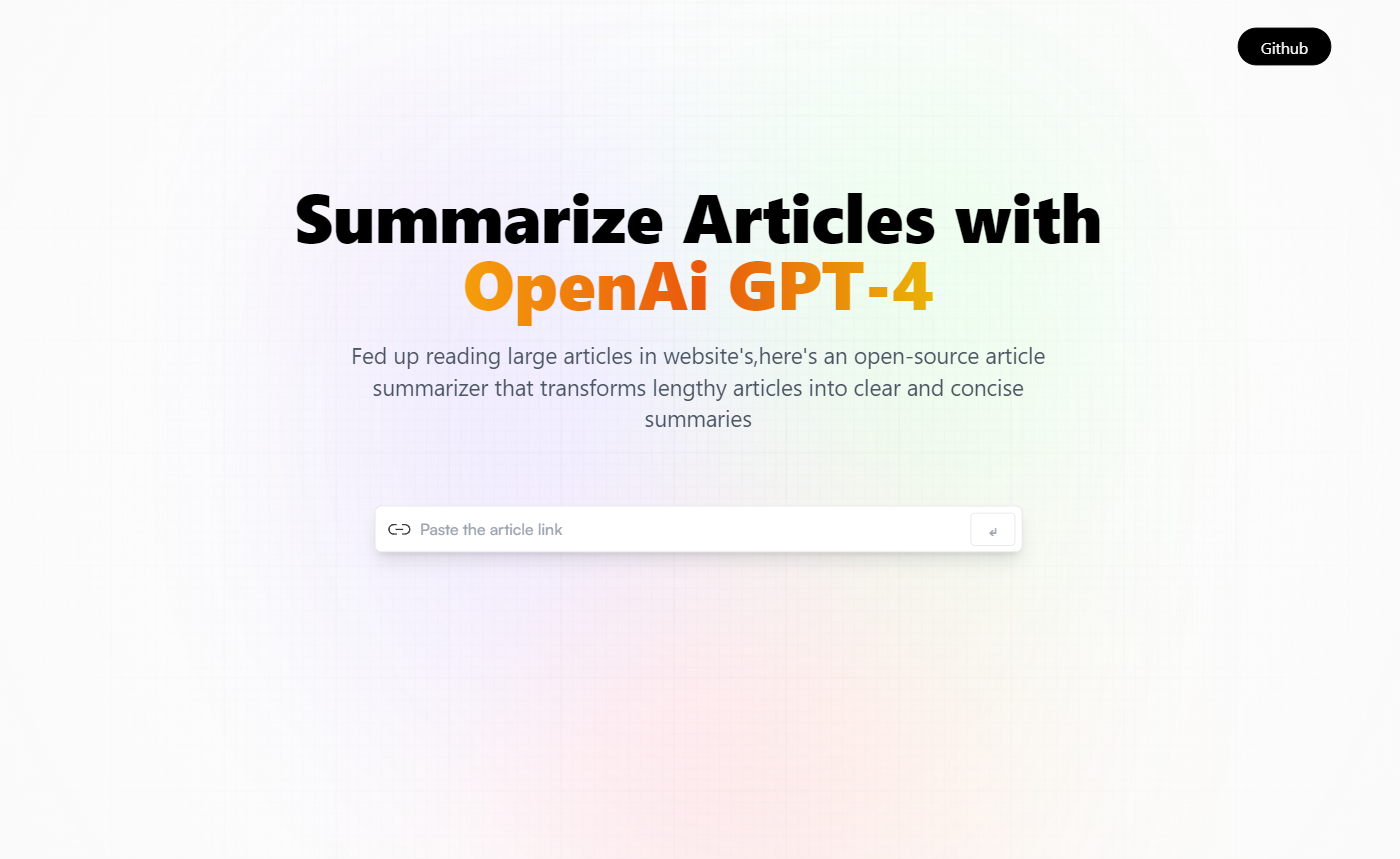 Github
Summarize Articles with
OpenAi GPT-4
Fed up reading large articles in website's,here's an open-source article
summarizer that transforms lengthy articles into clear and concise
summaries
Paste the article link
↵